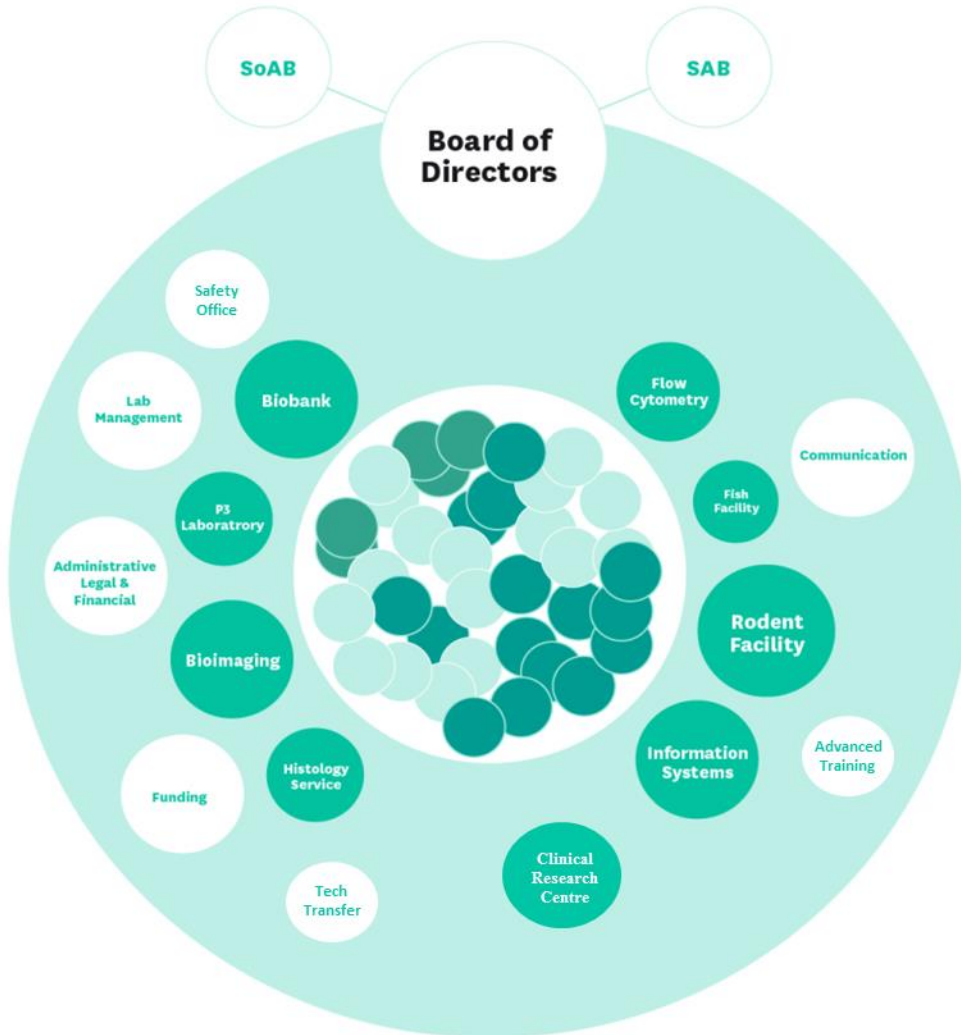 SoAB
SAB
Board of
Directors
Safety
Office
Lab
Management
Biobank
Flow
Cytometry
Communication
P3
Laboratrory
Fish
Facility
Administrative
Legal &
Financial
Bioimaging
Rodent
Facility
Information
Systems
Advanced
Training
Histology
Service
Funding
Clinical
Research
Centre
Tech
Transfer